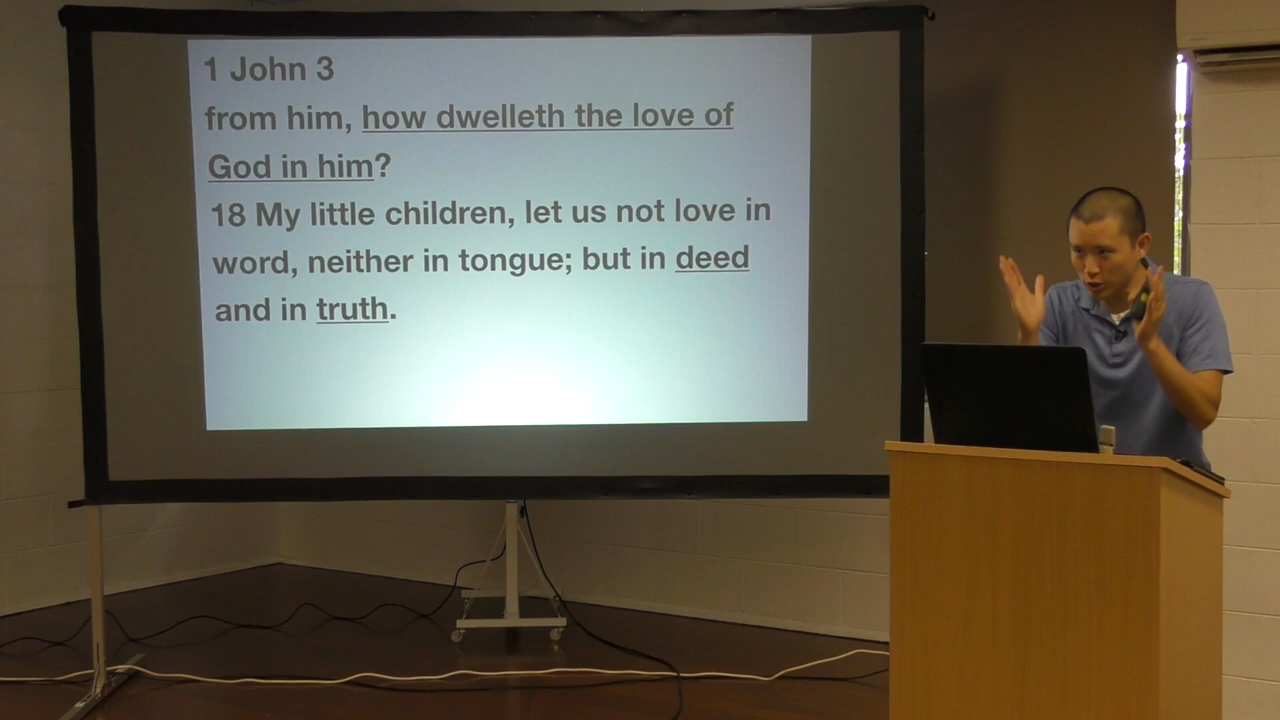 1 John 3
from him, how dwelleth the love of
God in him?
18 My little children, let us not love in
word, neither in tongue; but in deed
and in truth.